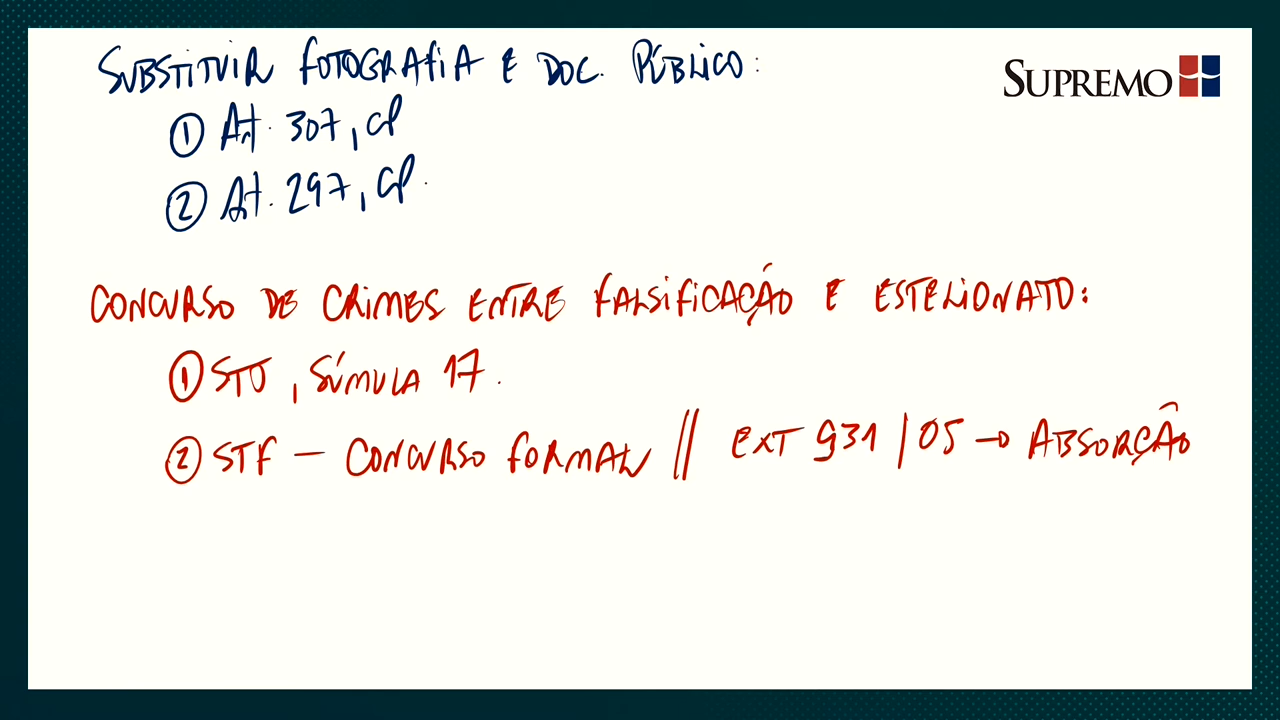 SUBSTITUIR FOTOGRAFIA E DOC. PÚBLICO:
SUPREMO
① Art. 307, CP
② Art. 297, CP.
CONCURSO DE CRIMES ENTRE FALSIFICAÇÃO E ESTELIONATO:
① STJ, SÚMULA 17.
② STF – CONCURSO FORMAL // EXT 931/05 → ABSORÇÃO